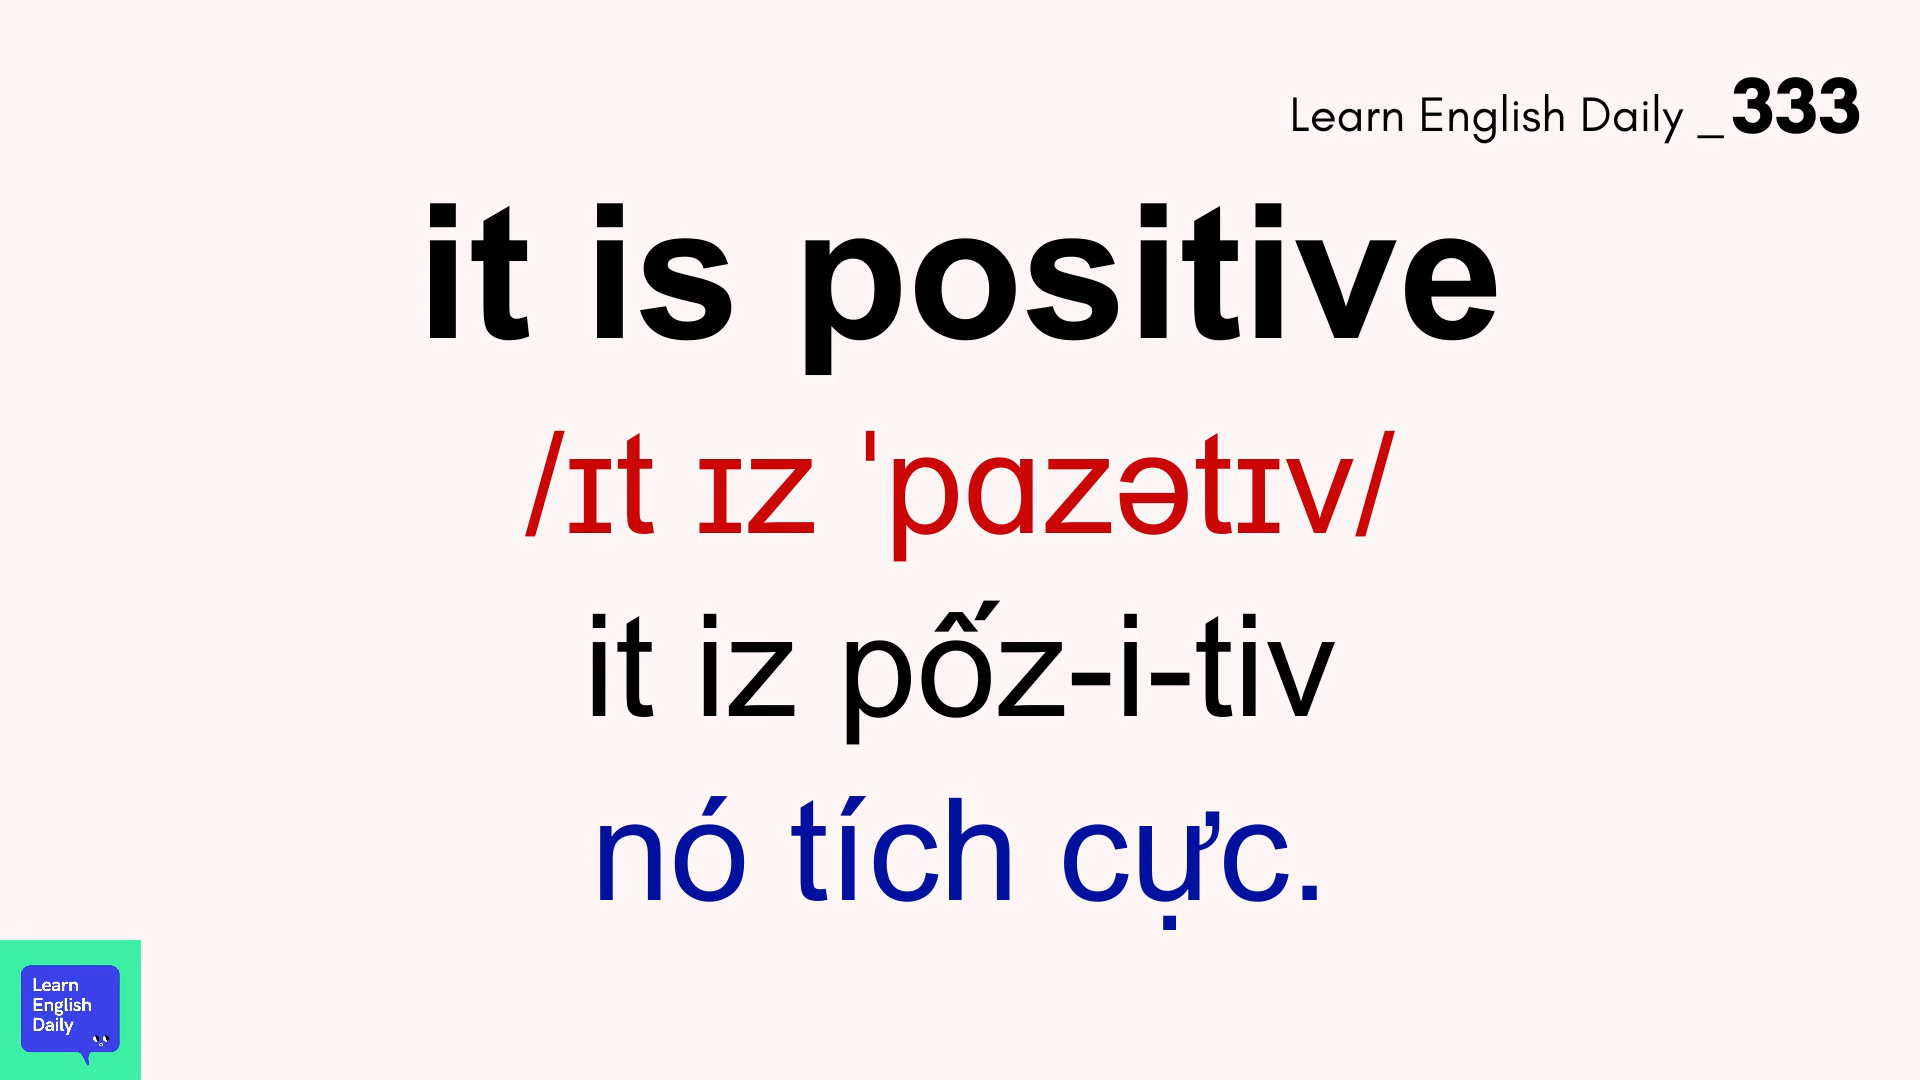 Learn English Daily _333
it is positive
/ɪt ɪz ˈpɑzətɪv/
it iz pốz-i-tiv
nó tích cực.
Learn
English
Daily